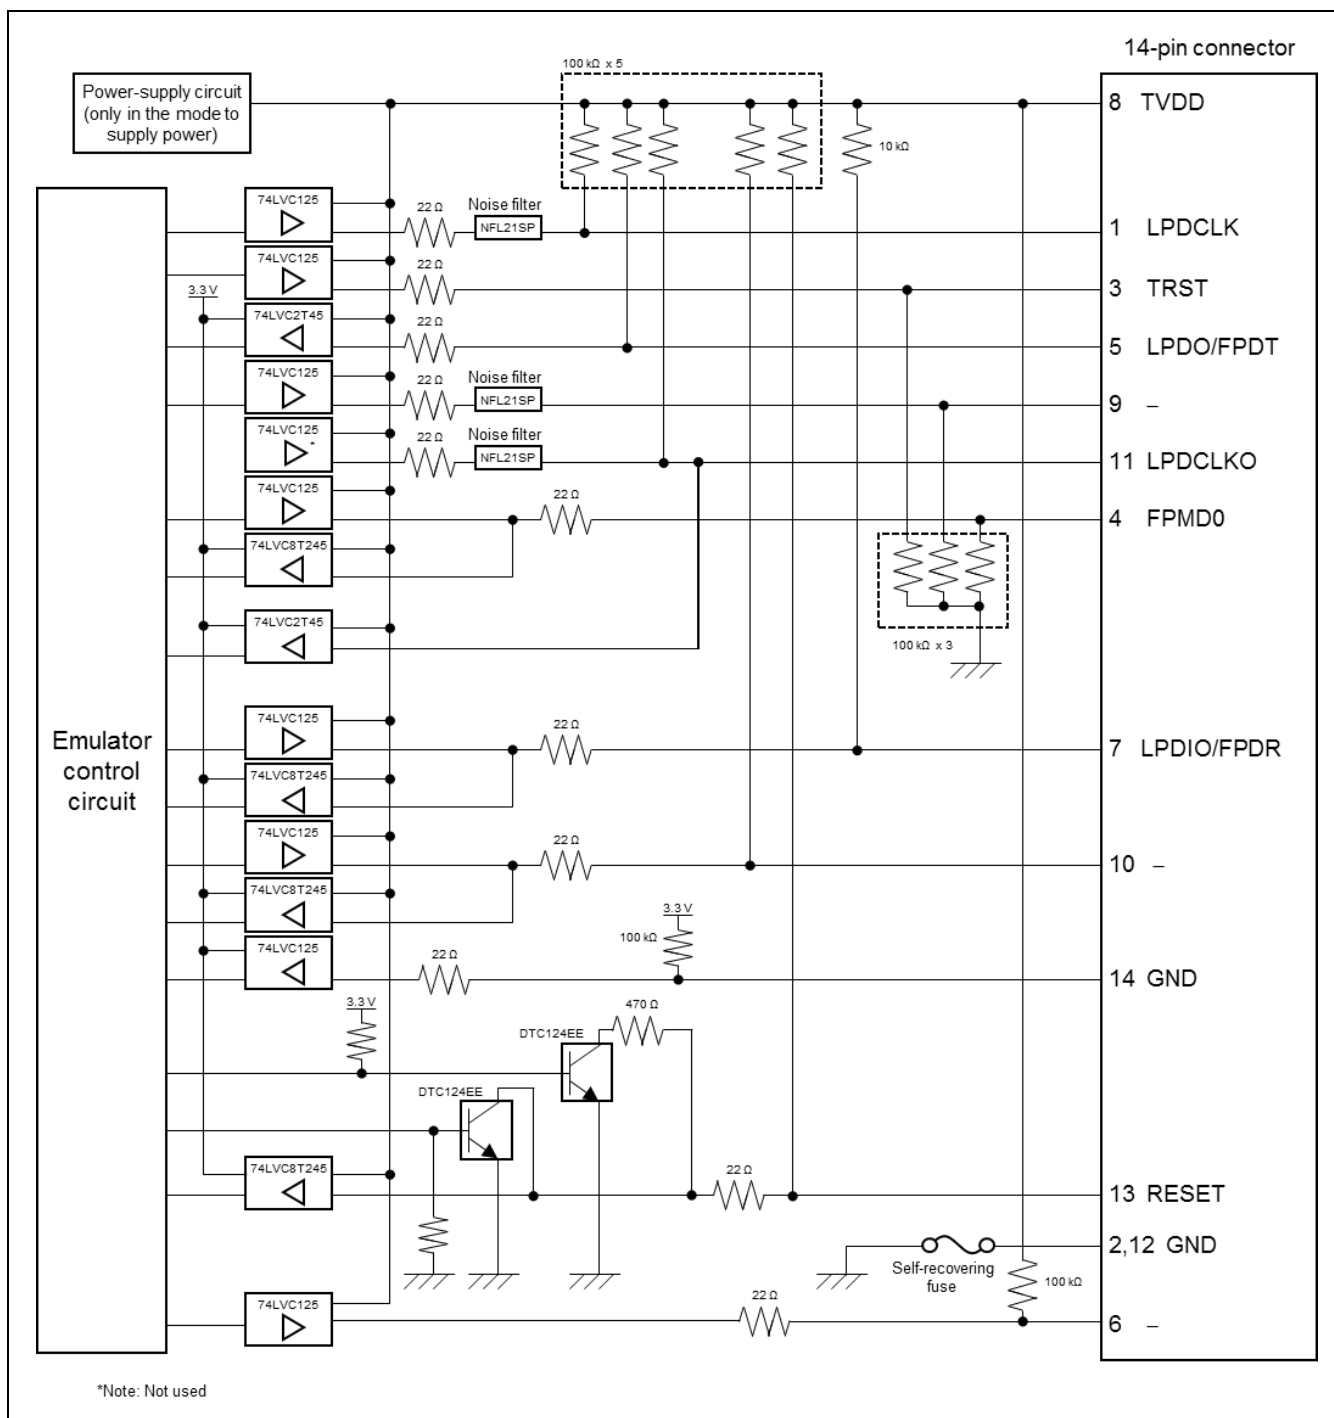 14-pin connector
100 kΩ x 5
Power-supply circuit
(only in the mode to
supply power)
8 TVDD
10 kΩ
74LVC125
22 Ω
Noise filter
NFL21SP
1 LPDCLK
74LVC125
22 Ω
3.3 V
3 TRST
74LVC2T45
22 Ω
5 LPDO/FPDT
74LVC125
22 Ω
Noise filter
NFL21SP
9 –
74LVC125
*
22 Ω
Noise filter
NFL21SP
11 LPDCLKO
74LVC125
22 Ω
4 FPMD0
74LVC8T245
74LVC2T45
100 kΩ x 3
Emulator
control
circuit
74LVC125
22 Ω
7 LPDIO/FPDR
74LVC8T245
74LVC125
22 Ω
10 –
74LVC8T245
3.3 V
100 kΩ
74LVC125
22 Ω
14 GND
3.3 V
470 Ω
DTC124EE
DTC124EE
74LVC8T245
22 Ω
13 RESET
2,12 GND
Self-recovering
fuse
100 kΩ
74LVC125
22 Ω
6 –
*Note: Not used